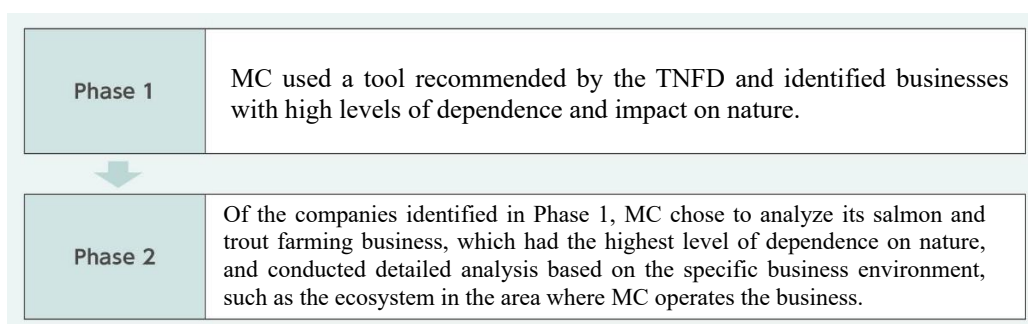 Phase 1
MC used a tool recommended by the TNFD and identified businesses
with high levels of dependence and impact on nature.
Phase 2
Of the companies identified in Phase 1, MC chose to analyze its salmon and
trout farming business, which had the highest level of dependence on nature,
and conducted detailed analysis based on the specific business environment,
such as the ecosystem in the area where MC operates the business.